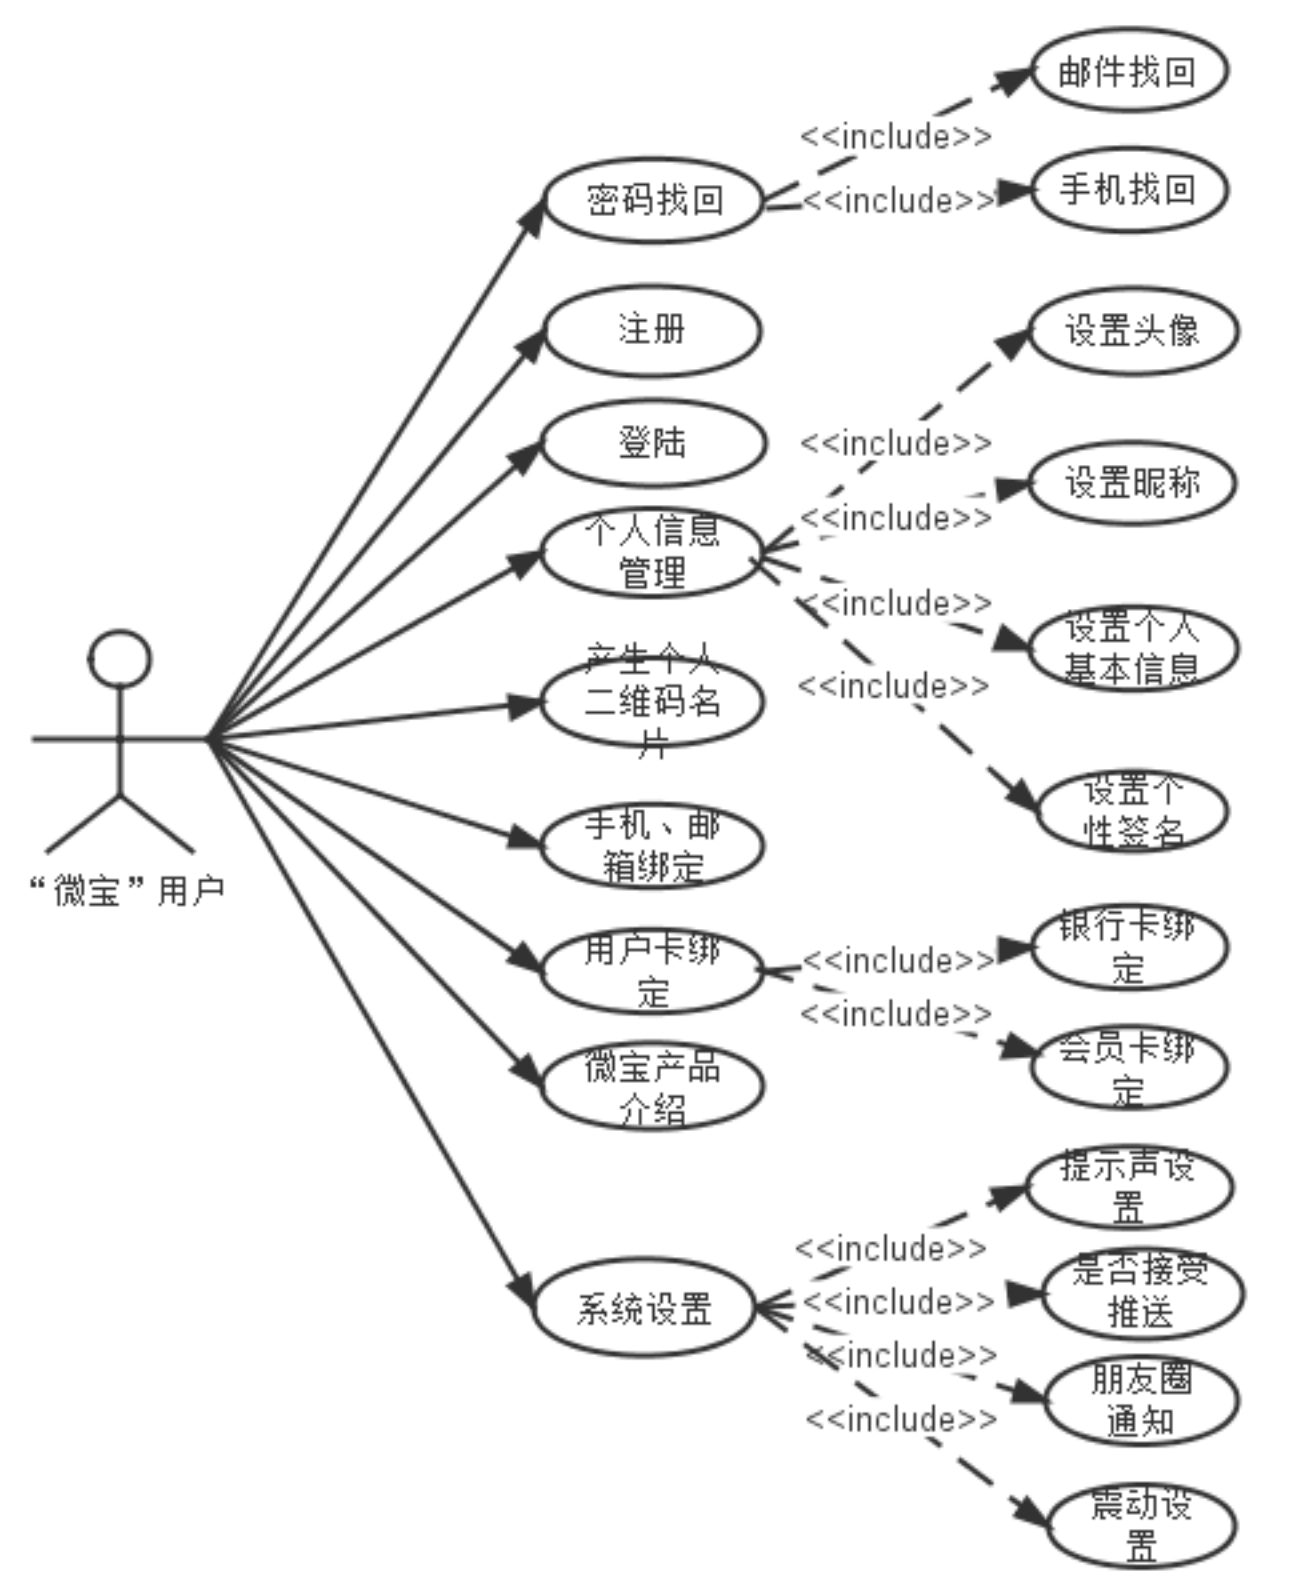 邮件找回
<<include>>
密码找回
<<include>>
手机找回
注册
设置头像
登陆
<<include>>
设置昵称
个人信息
管理
<<include>>
<<include>>
设置个人
基本信息
产生个人
二维码名
片
<<include>>
设置个
性签名
手机、邮
箱绑定
“微宝”用户
用户卡绑
定
<<include>>
银行卡绑
定
<<include>>
会员卡绑
定
微宝产品
介绍
提示声设
置
<<include>>
系统设置
<<include>>
是否接受
推送
<<include>>
朋友圈
通知
<<include>>
震动设
置